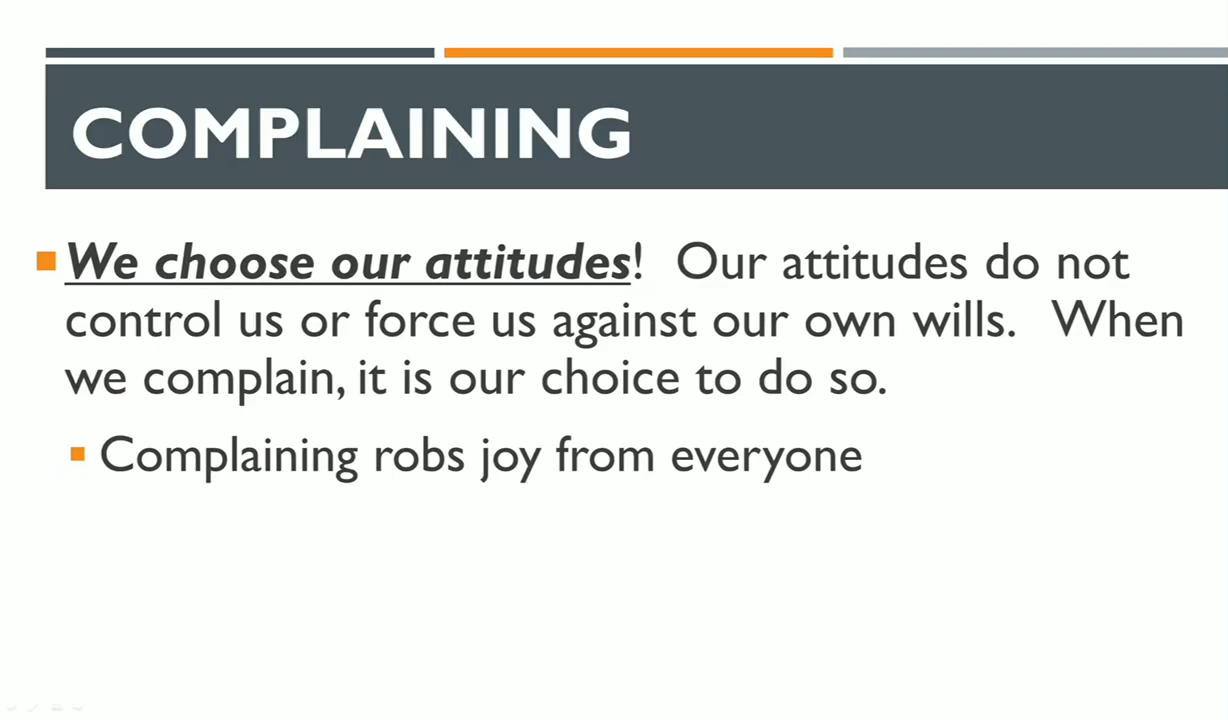 COMPLAINING
We choose our attitudes! Our attitudes do not
control us or force us against our own wills. When
we complain, it is our choice to do so.
Complaining robs joy from everyone